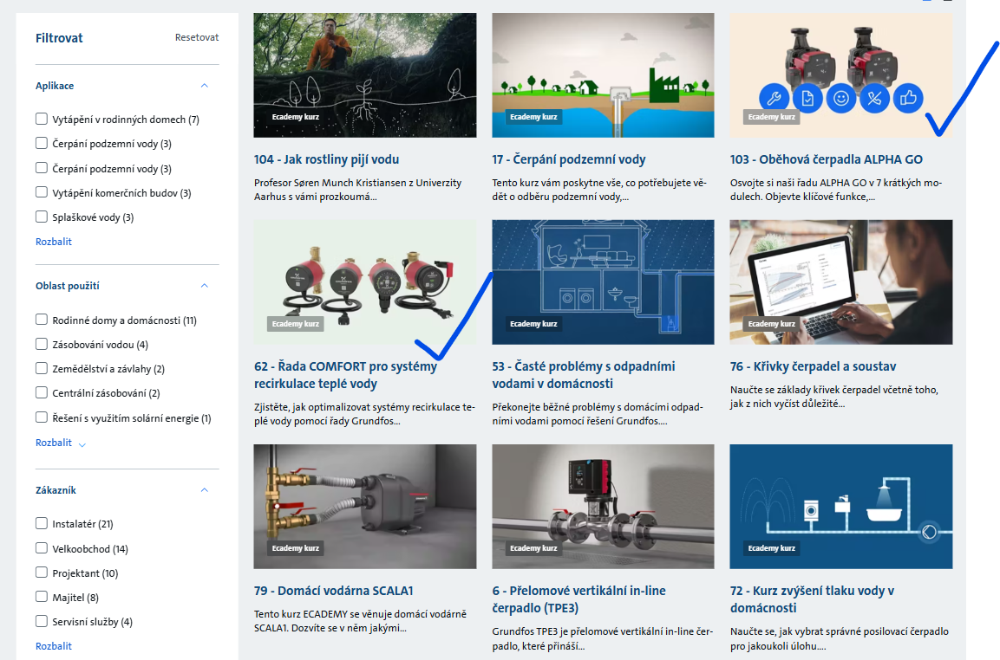 Filtrovat
Resetovat
Aplikace
Vytápění v rodinných domech (7)
Čerpání podzemní vody (3)
Čerpání podzemní vody (3)
Vytápění komerčních budov (3)
Splaškové vody (3)
Rozbalit
Oblast použití
Rodinné domy a domácnosti (11)
Zásobování vodou (4)
Zemědělství a závlahy (2)
Centrální zásobování (2)
Řešení s využitím solární energie (1)
Rozbalit
Zákazník
Instalatér (21)
Velkoobchod (14)
Projektant (10)
Majitel (8)
Servisní služby (4)
Rozbalit
Ecademy kurz
104 - Jak rostliny pijí vodu
Profesor Søren Munch Kristiansen z Univerzity
Aarhus s vámi prozkoumá...
Ecademy kurz
17 - Čerpání podzemní vody
Tento kurz vám poskytne vše, co potřebujete vě-
dět o odběru podzemní vody,...
Ecademy kurz
103 - Oběhová čerpadla ALPHA GO
Osvojte si naši řadu ALPHA GO v 7 krátkých mo-
dulech. Objevte klíčové funkce,...
Ecademy kurz
62 - Řada COMFORT pro systémy
recirkulace teplé vody
Zjistěte, jak optimalizovat systémy recirkulace te-
plé vody pomocí řady Grundfos...
Ecademy kurz
53 - Časté problémy s odpadními
vodami v domácnosti
Překonejte běžné problémy s domácími odpad-
ními vodami pomocí řešení Grundfos....
Ecademy kurz
76 - Křivky čerpadel a soustav
Naučte se základy křivek čerpadel včetně toho,
jak z nich vyčíst důležité...
Ecademy kurz
79 - Domácí vodárna SCALA1
Tento kurz ECADEMY se věnuje domácí vodárně
SCALA1. Dozvíte se v něm jakými...
Ecademy kurz
6 - Přelomové vertikální in-line
čerpadlo (TPE3)
Grundfos TPE3 je přelomové vertikální in-line čer-
padlo, které přináší...
Ecademy kurz
72 - Kurz zvýšení tlaku vody v
domácnosti
Naučte se, jak vybrat správné posilovací čerpadlo
pro jakoukoli úlohu....